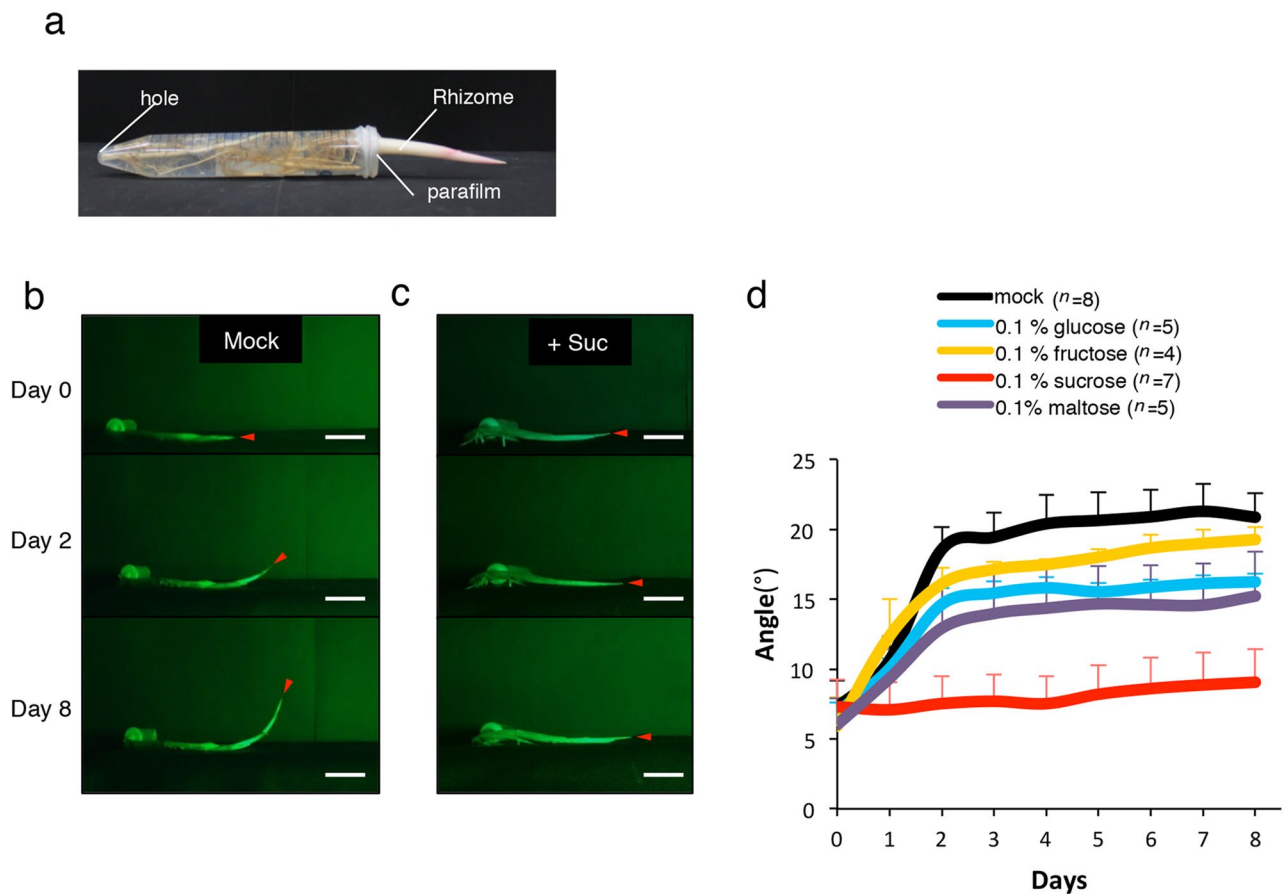 a
hole
Rhizome
parafilm
b
Mock
Day 0
Day 2
Day 8
c
+ Suc
d
mock (n=8)
0.1 % glucose (n=5)
0.1 % fructose (n=4)
0.1 % sucrose (n=7)
0.1% maltose (n=5)
25
20
15
10
5
0
Angle(°)
0 1 2 3 4 5 6 7 8
Days